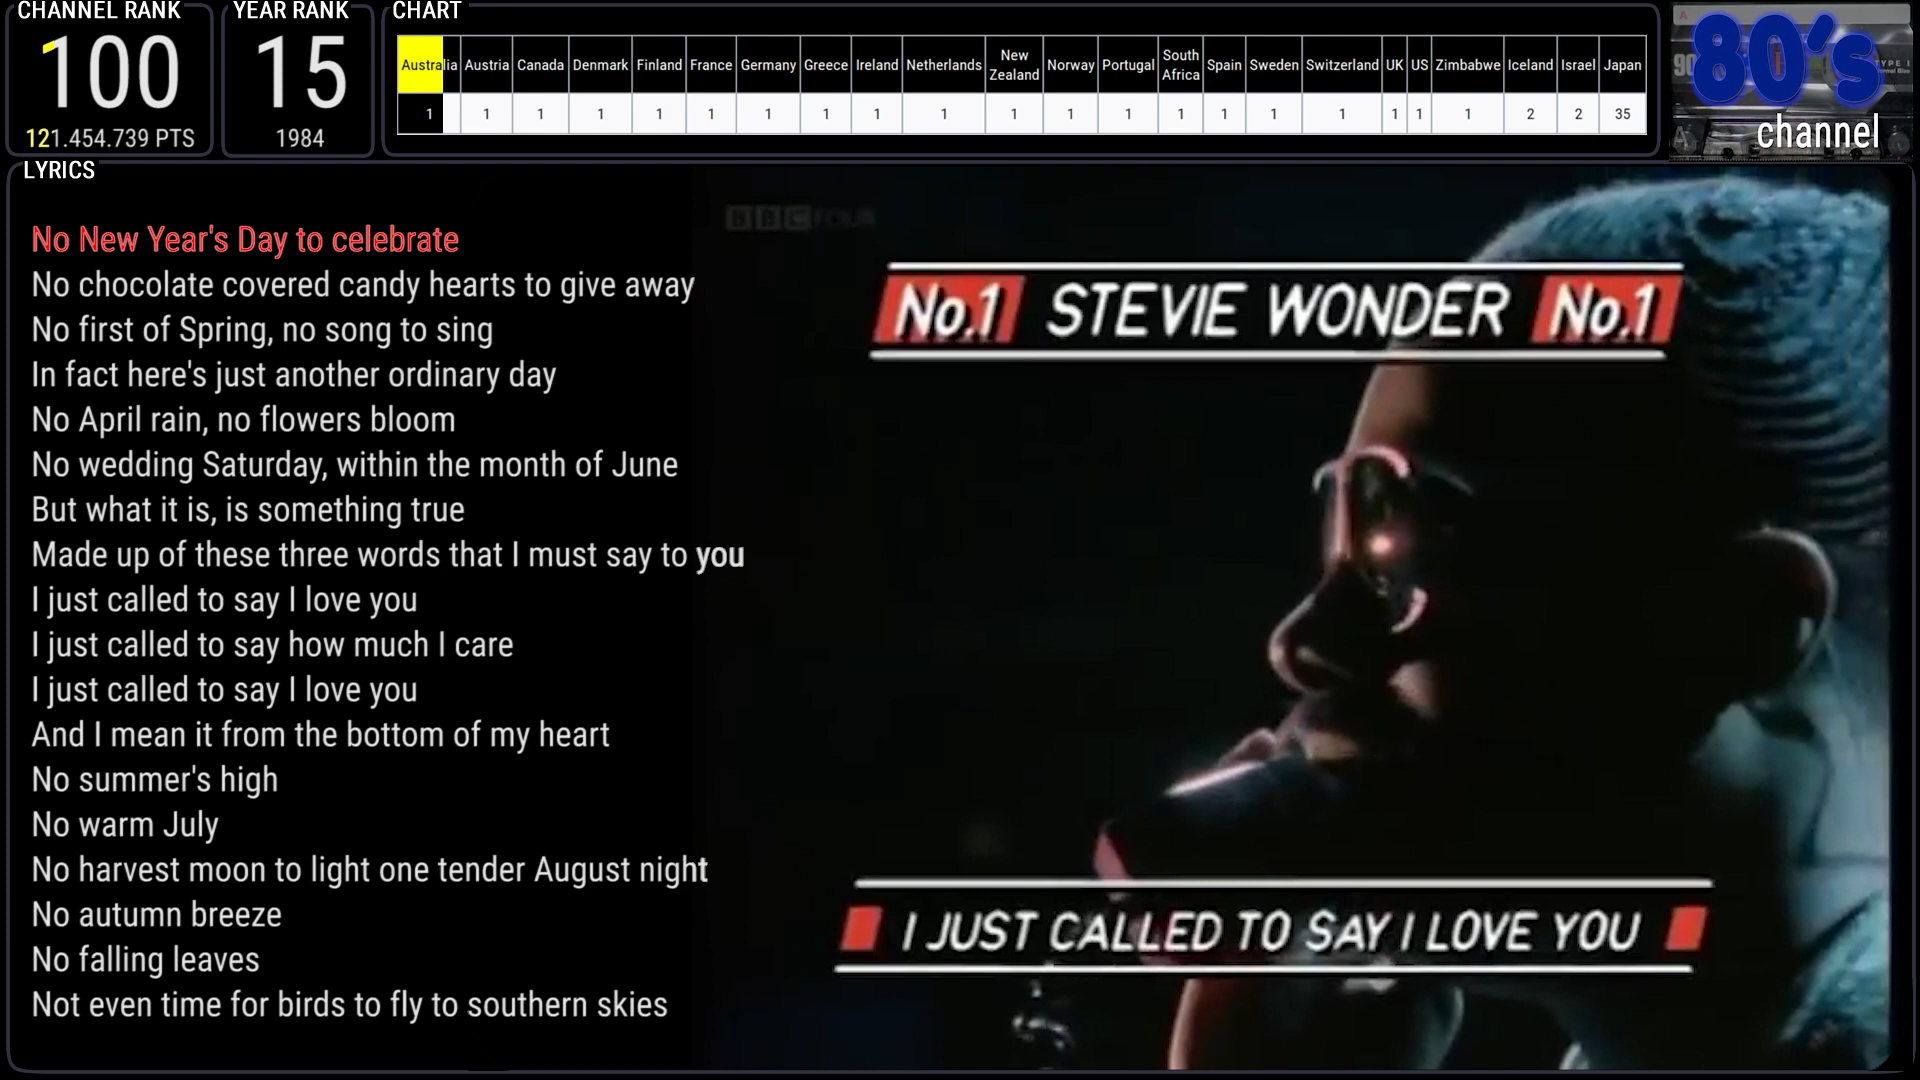 CHANNEL RANK
100
121.454.739 PTS
YEAR RANK
15
1984
CHART
Australia Austria Canada Denmark Finland France Germany Greece Ireland Netherlands New Zealand Norway Portugal South Africa Spain Sweden Switzerland UK US Zimbabwe Iceland Israel Japan
1 1 1 1 1 1 1 1 1 1 1 1 1 1 1 1 1 1 1 1 2 2 35
A
90
TYPE I
80's
channel
LYRICS
No New Year's Day to celebrate
No chocolate covered candy hearts to give away
No first of Spring, no song to sing
In fact here's just another ordinary day
No April rain, no flowers bloom
No wedding Saturday, within the month of June
But what it is, is something true
Made up of these three words that I must say to you
I just called to say I love you
I just called to say how much I care
I just called to say I love you
And I mean it from the bottom of my heart
No summer's high
No warm July
No harvest moon to light one tender August night
No autumn breeze
No falling leaves
Not even time for birds to fly to southern skies
BBC FOUR
No.1 STEVIE WONDER No.1
I JUST CALLED TO SAY I LOVE YOU